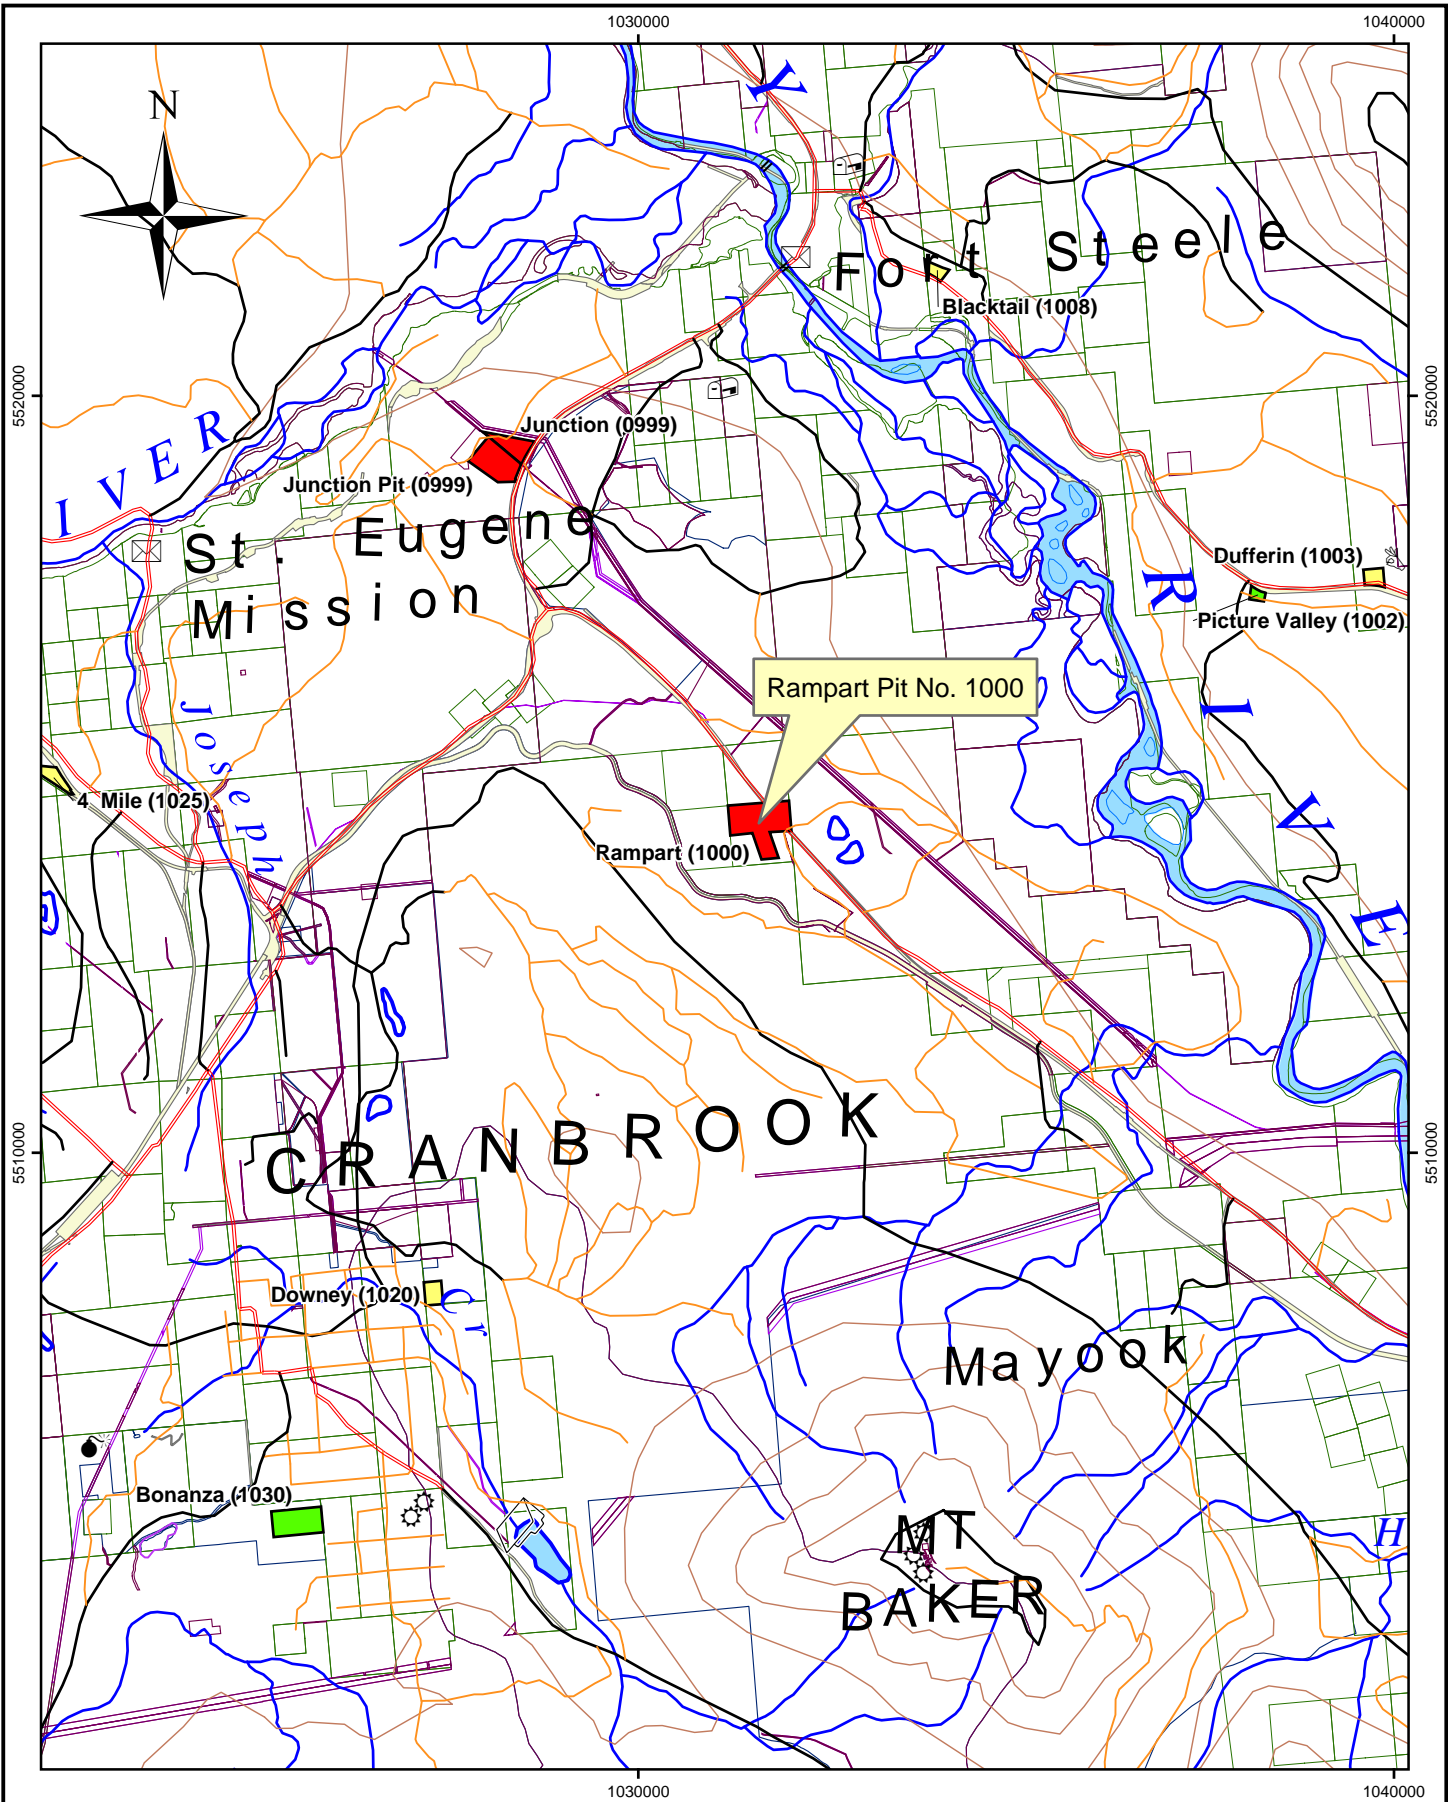 1030000
1040000
N
Y
Fort Steele
Blacktail (1008)
5520000
5520000
IVER
Junction (0999)
Junction Pit (0999)
St. Eugene
Mission
Dufferin (1003)
Picture Valley (1002)
RIVE
Rampart Pit No. 1000
Joseph
4 Mile (1025)
Rampart (1000)
CRANBROOK
5510000
5510000
Downey (1020)
Cr
Mayook
Bonanza (1030)
MT
BAKER
H
1030000
1040000